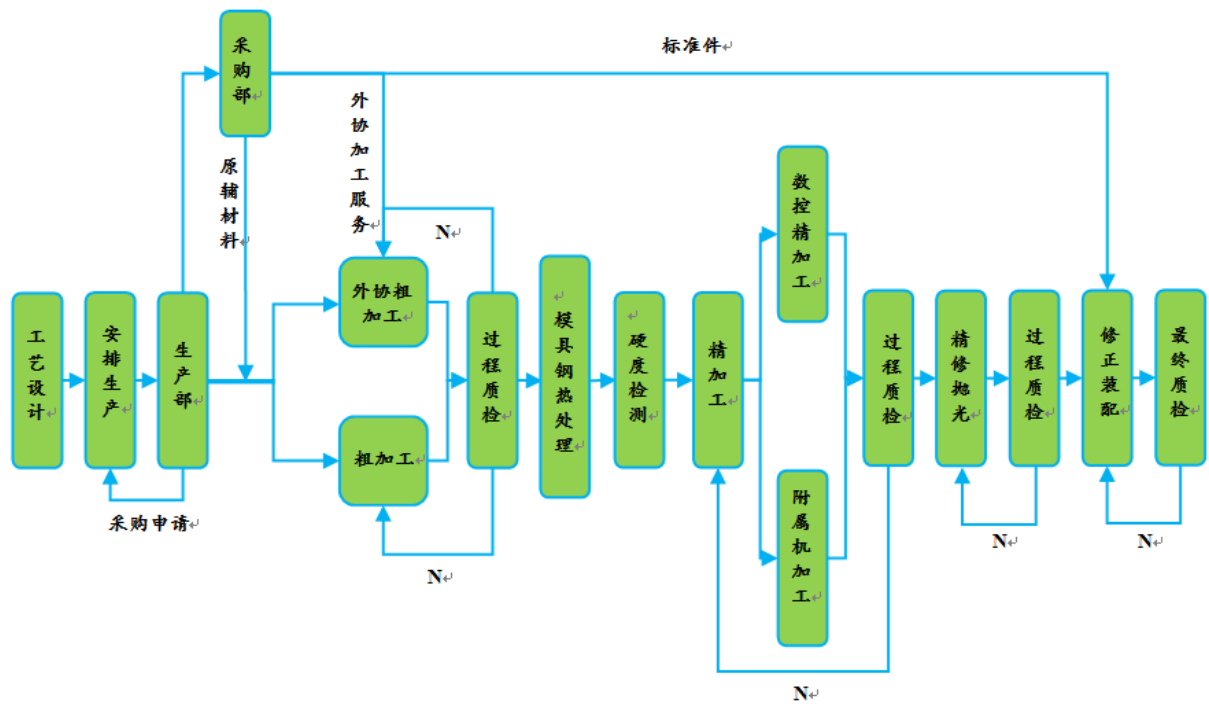 采购部
标准件
外协加工服务
原辅材料
N
数控精加工
工艺设计
安排生产
生产部
外协粗
加工
粗加工
过程质检
模具钢热处理
硬度检测
精加工
附属机加工
过程质检
精修抛光
过程质检
修正装配
最终质检
采购申请
N
N
N
N